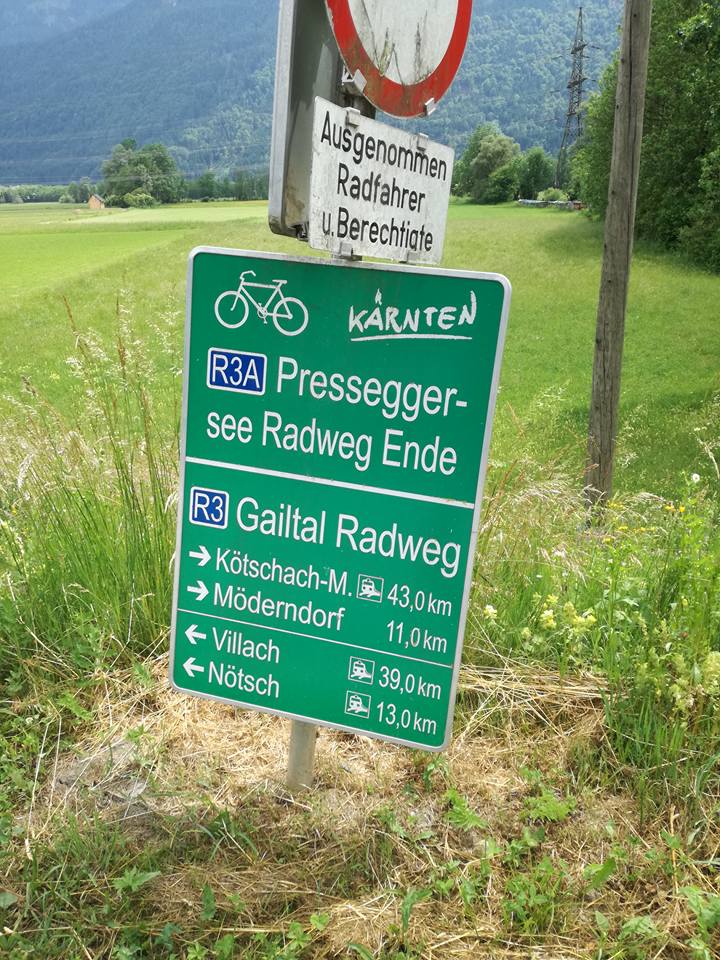 Ausgenommen
Radfahrer
u. Berechtigte
KÄRNTEN
R3A Pressegger-
see Radweg Ende
R3 Gailtal Radweg
→ Kötschach-M. 43,0 km
→ Möderndorf 11,0 km
← Villach 39,0 km
← Nötsch 13,0 km